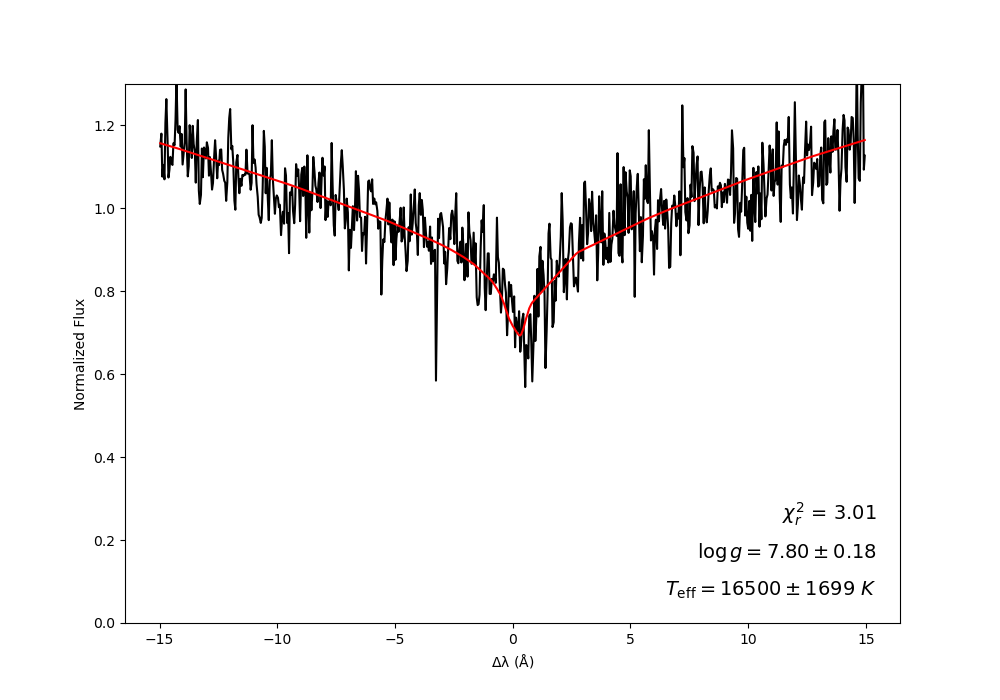 1.2
1.0
0.8
0.6
0.4
0.2
0.0
Normalized Flux
χ²ᵣ = 3.01
log g = 7.80 ± 0.18
T_eff = 16500 ± 1699 K
−15 −10 −5 0 5 10 15
Δλ (Å)